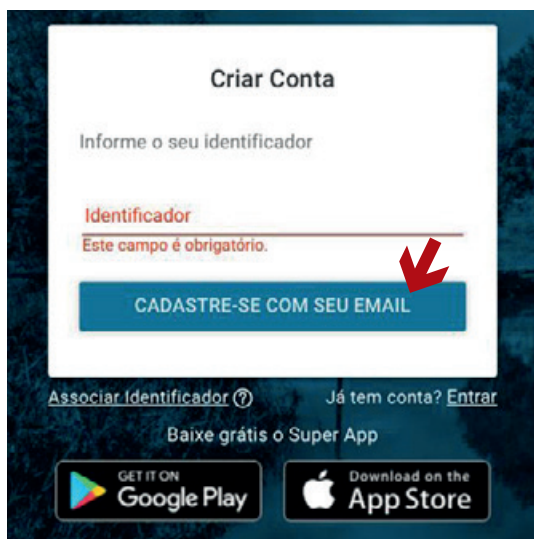 Criar Conta
Informe o seu identificador
Identificador
Este campo é obrigatório.
CADASTRE-SE COM SEU EMAIL
Associar Identificador ? Já tem conta? Entrar
Baixe grátis o Super App
GET IT ON
Google Play
Download on the
App Store